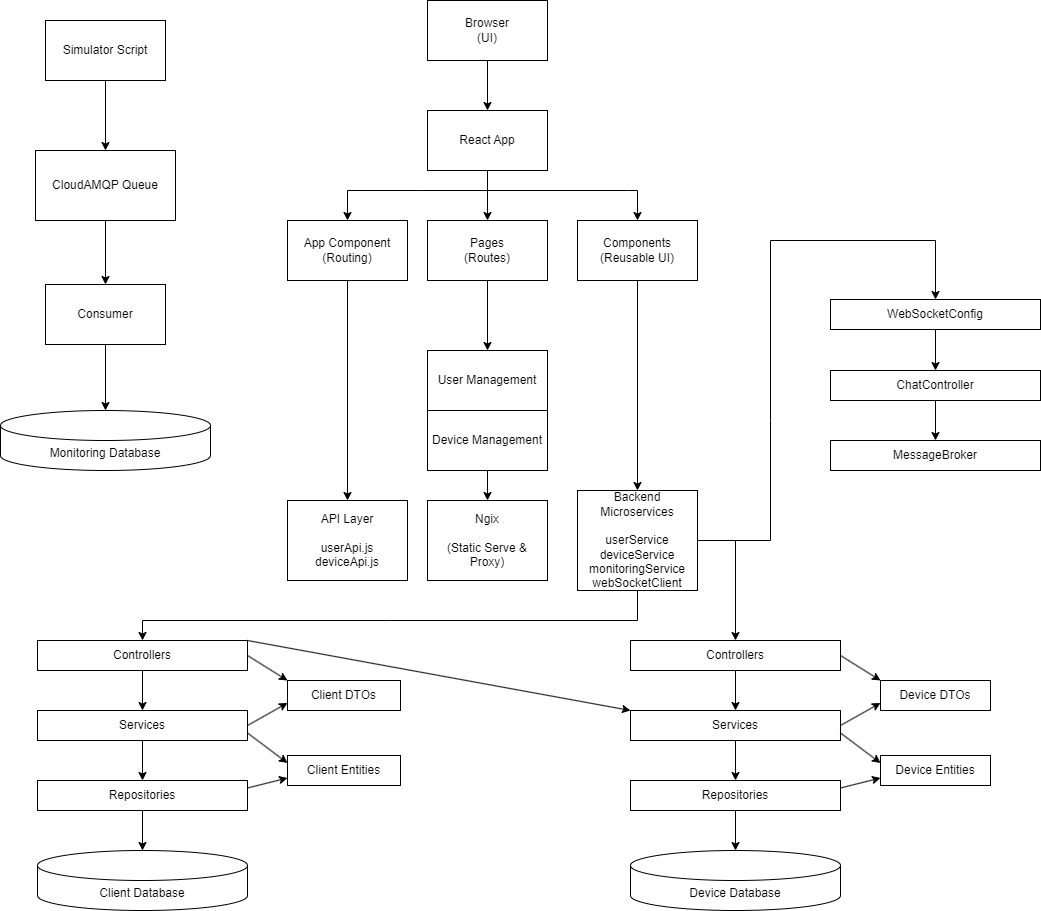 Browser
(UI)
Simulator Script
React App
CloudAMQP Queue
App Component
(Routing)
Pages
(Routes)
Components
(Reusable UI)
Consumer
WebSocketConfig
User Management
ChatController
Device Management
Monitoring Database
MessageBroker
API Layer
userApi.js
deviceApi.js
Ngix
(Static Serve &
Proxy)
Backend
Microservices
userService
deviceService
monitoringService
webSocketClient
Controllers
Client DTOs
Services
Client Entities
Repositories
Client Database
Controllers
Device DTOs
Services
Device Entities
Repositories
Device Database